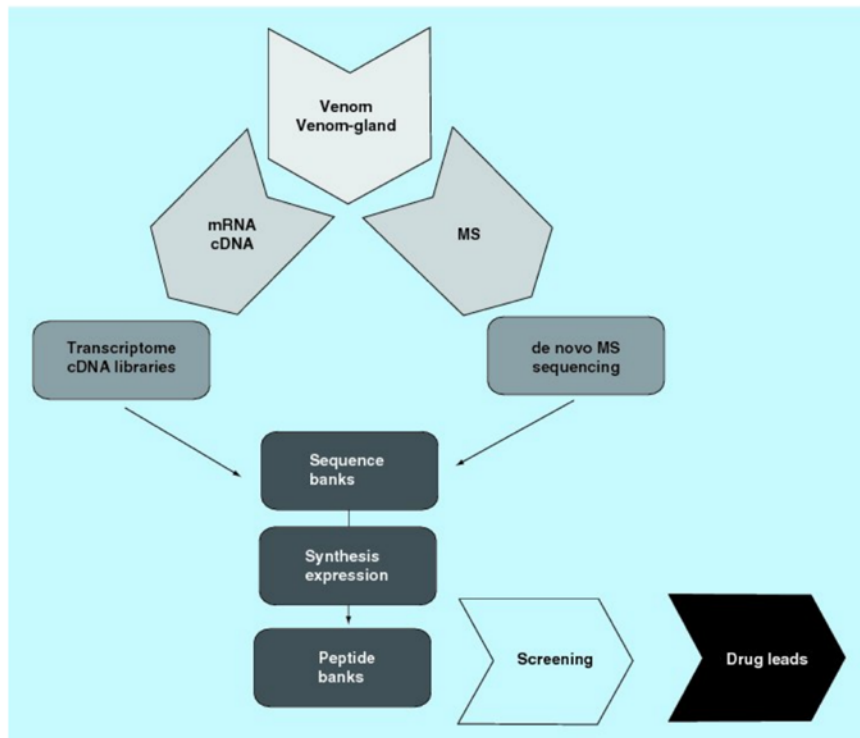 Venom
Venom-gland
mRNA
cDNA
MS
Transcriptome
cDNA libraries
de novo MS
sequencing
Sequence
banks
Synthesis
expression
Peptide
banks
Screening
Drug leads